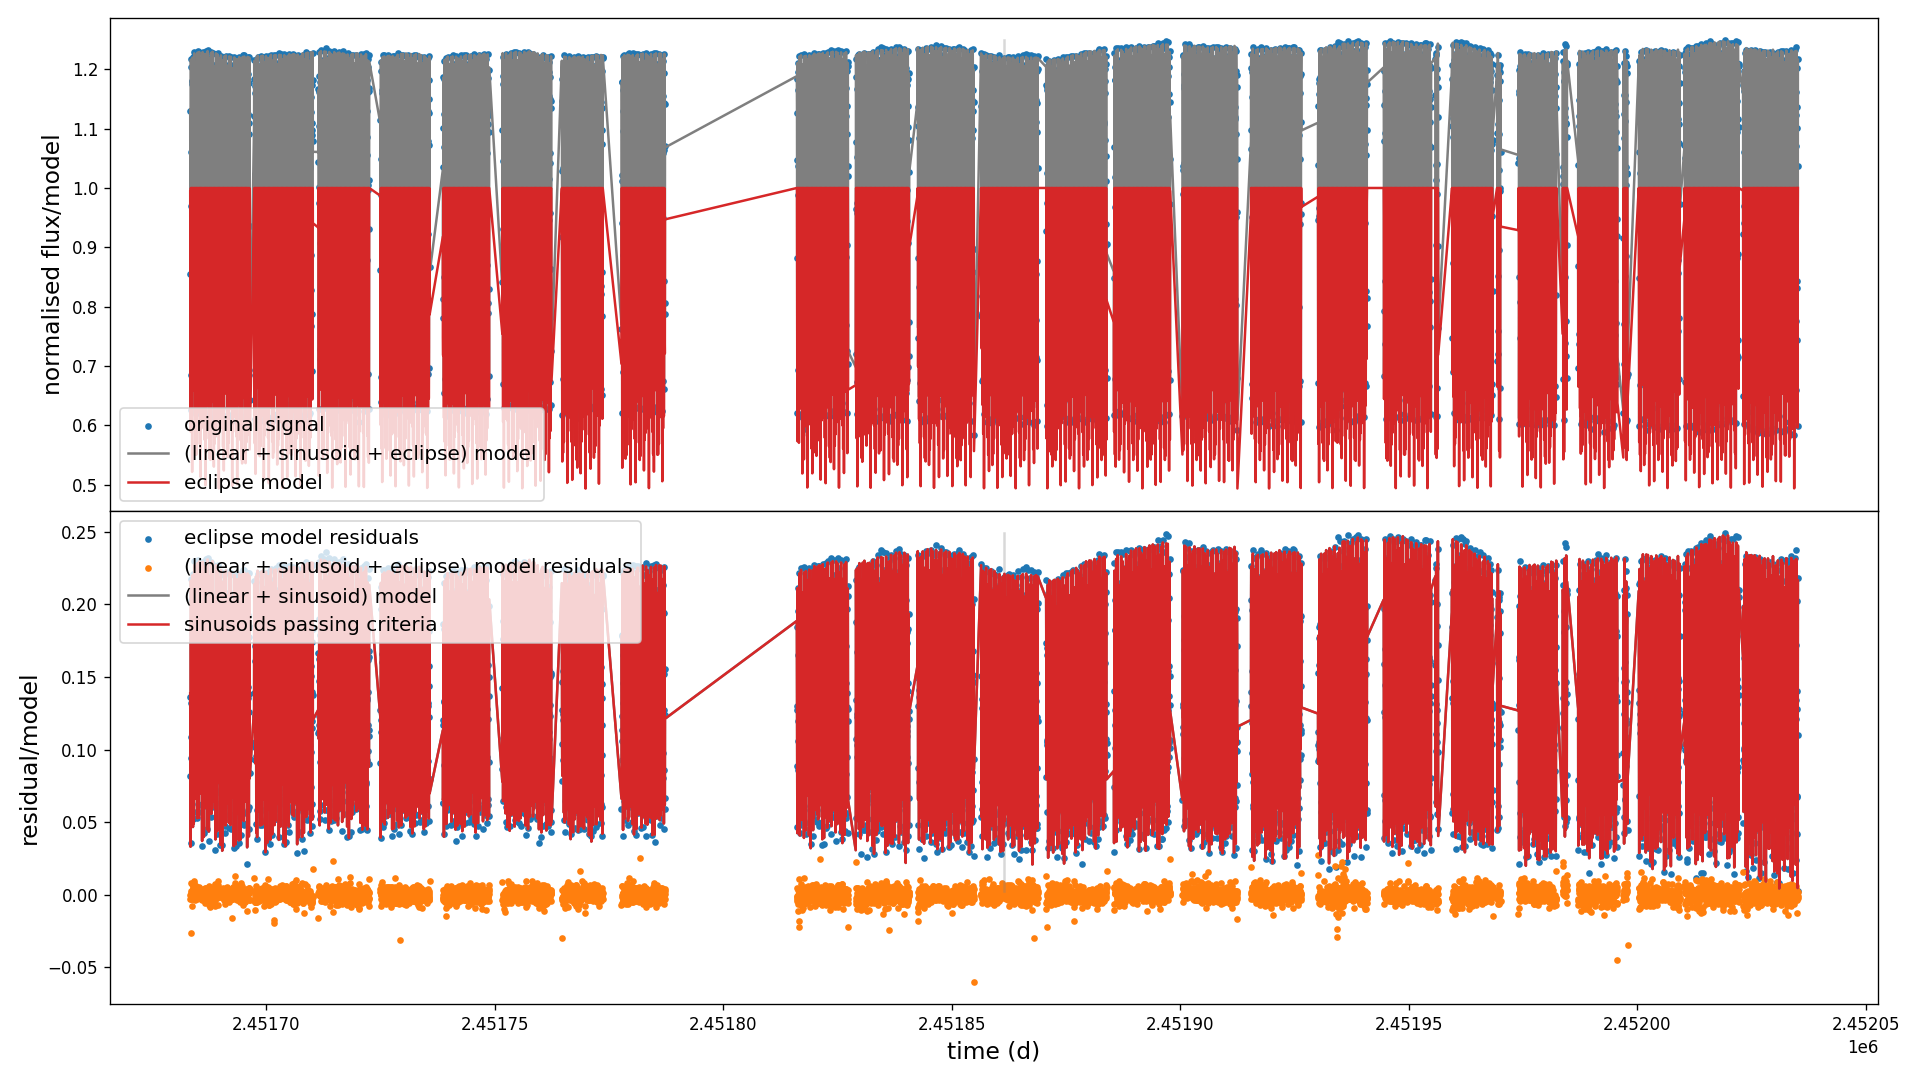 normalised flux/model
1.2
1.1
1.0
0.9
0.8
0.7
0.6
0.5
original signal
(linear + sinusoid + eclipse) model
eclipse model
residual/model
0.25
0.20
0.15
0.10
0.05
0.00
−0.05
eclipse model residuals
(linear + sinusoid + eclipse) model residuals
(linear + sinusoid) model
sinusoids passing criteria
2.45170
2.45175
2.45180
2.45185
2.45190
2.45195
2.45200
2.45205
time (d)
1e6